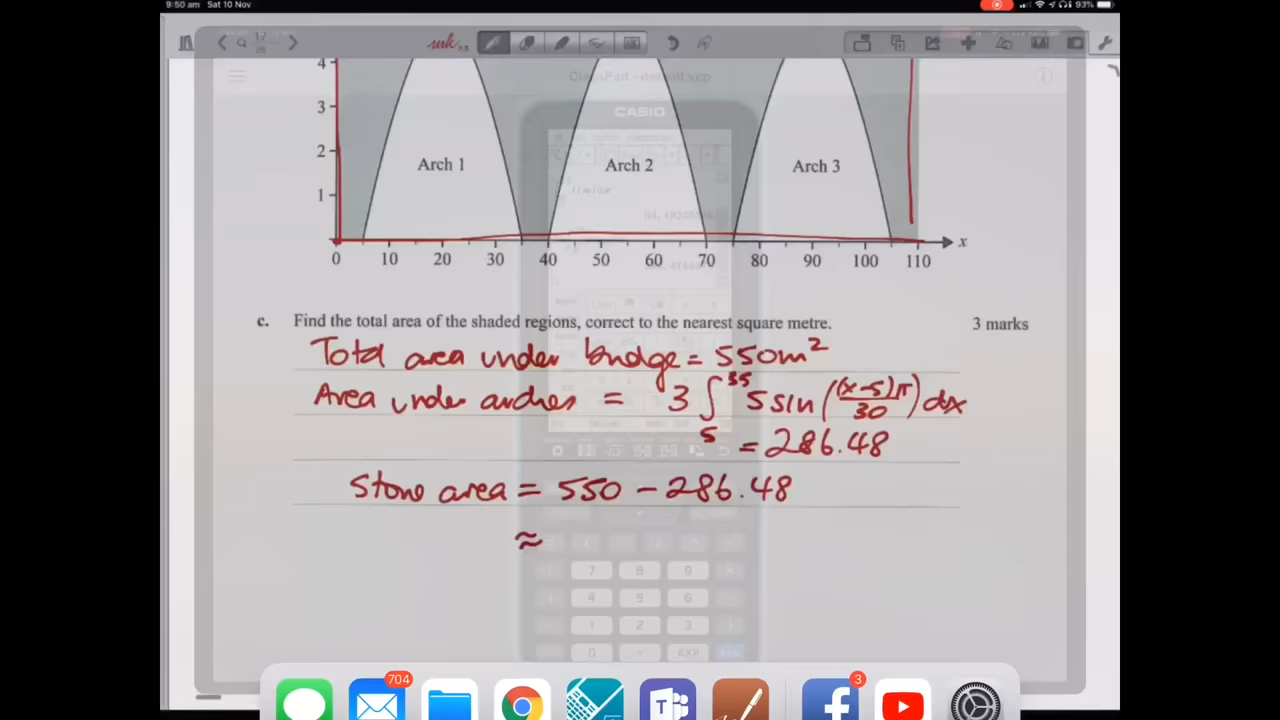 9:50 am Sat 10 Nov
93%
17
4
CASIO
3
2
Arch 1
Arch 2
Arch 3
1
x
0 10 20 30 40 50 60 70 80 90 100 110
c. Find the total area of the shaded regions, correct to the nearest square metre. 3 marks
Total area under bridge = 550m²
Area under arches = 3 ∫₅³⁵ 5 sin ((x-5)π/30) dx
= 286.48
Stone area = 550 - 286.48
≈
7 8 9
4 5 6
1 2 3
0 . EXP
704
3